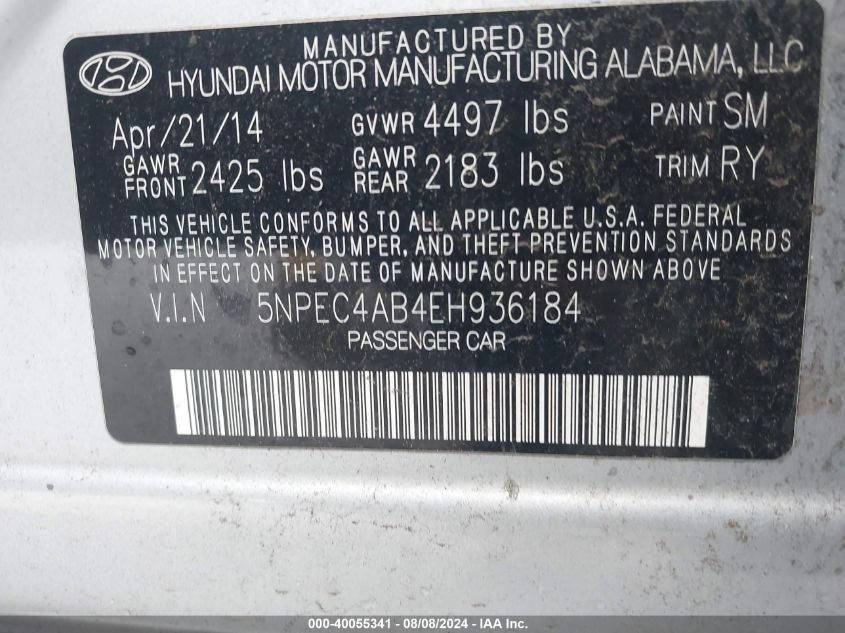 MANUFACTURED BY
HYUNDAI MOTOR MANUFACTURING ALABAMA, LLC
Apr/21/14 GVWR 4497 lbs PAINT SM
GAWR FRONT 2425 lbs GAWR REAR 2183 lbs TRIM RY
THIS VEHICLE CONFORMS TO ALL APPLICABLE U.S.A. FEDERAL
MOTOR VEHICLE SAFETY, BUMPER, AND THEFT PREVENTION STANDARDS
IN EFFECT ON THE DATE OF MANUFACTURE SHOWN ABOVE
V.I.N 5NPEC4AB4EH936184
PASSENGER CAR
000-40055341 - 08/08/2024 - IAA Inc.